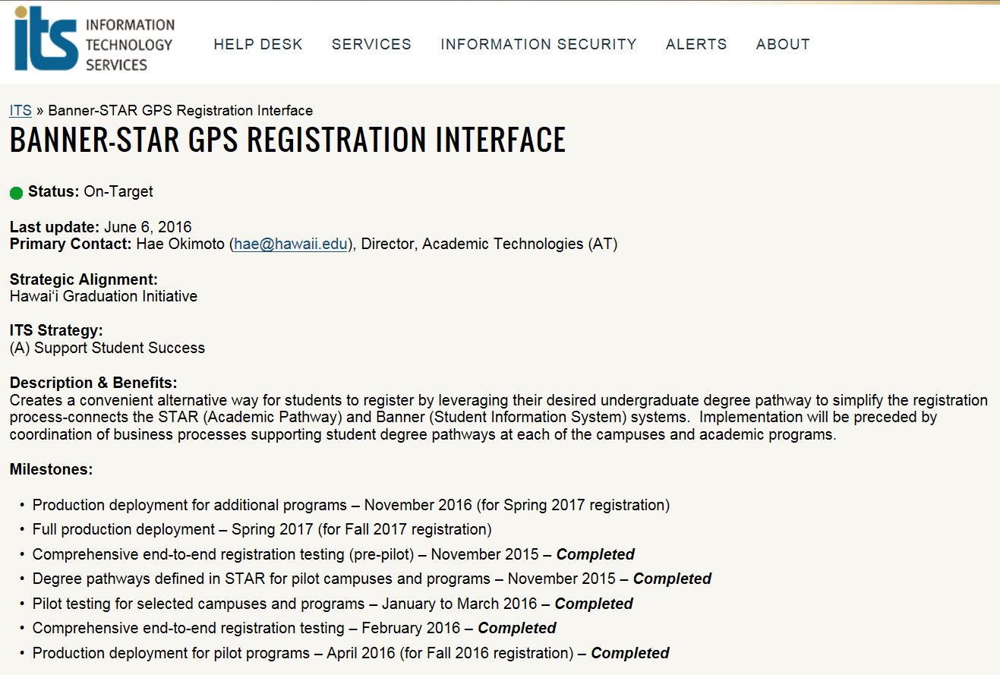 its INFORMATION
TECHNOLOGY
SERVICES
HELP DESK SERVICES INFORMATION SECURITY ALERTS ABOUT
ITS » Banner-STAR GPS Registration Interface
BANNER-STAR GPS REGISTRATION INTERFACE
Status: On-Target
Last update: June 6, 2016
Primary Contact: Hae Okimoto (hae@hawaii.edu), Director, Academic Technologies (AT)
Strategic Alignment:
Hawaiʻi Graduation Initiative
ITS Strategy:
(A) Support Student Success
Description & Benefits:
Creates a convenient alternative way for students to register by leveraging their desired undergraduate degree pathway to simplify the registration
process-connects the STAR (Academic Pathway) and Banner (Student Information System) systems.  Implementation will be preceded by
coordination of business processes supporting student degree pathways at each of the campuses and academic programs.
Milestones:
• Production deployment for additional programs – November 2016 (for Spring 2017 registration)
• Full production deployment – Spring 2017 (for Fall 2017 registration)
• Comprehensive end-to-end registration testing (pre-pilot) – November 2015 – Completed
• Degree pathways defined in STAR for pilot campuses and programs – November 2015 – Completed
• Pilot testing for selected campuses and programs – January to March 2016 – Completed
• Comprehensive end-to-end registration testing – February 2016 – Completed
• Production deployment for pilot programs – April 2016 (for Fall 2016 registration) – Completed